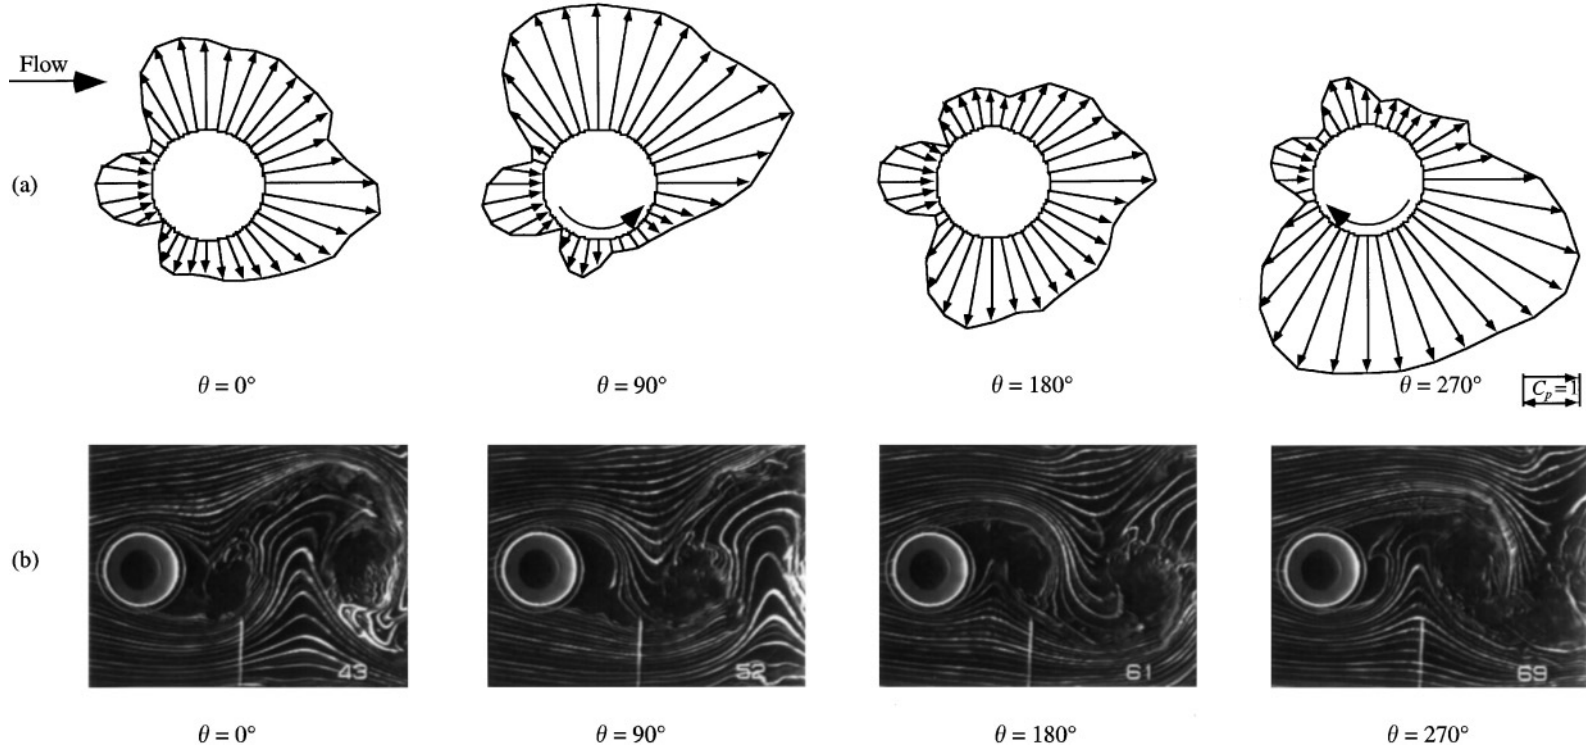 Flow
(a)
θ = 0°
θ = 90°
θ = 180°
θ = 270°
C_p = 1
(b)
43
52
61
69
θ = 0°
θ = 90°
θ = 180°
θ = 270°